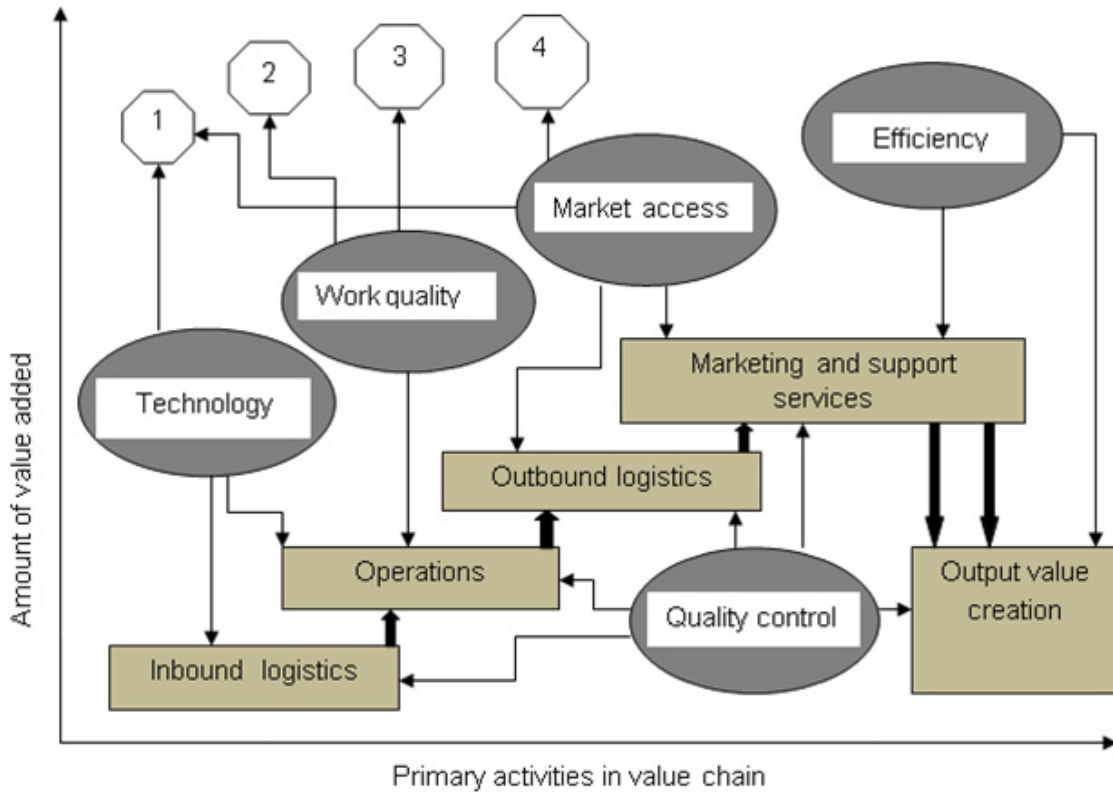 1
2
3
4
Efficiency
Market access
Work quality
Technology
Marketing and support
services
Outbound logistics
Operations
Quality control
Output value
creation
Inbound logistics
Amount of value added
Primary activities in value chain